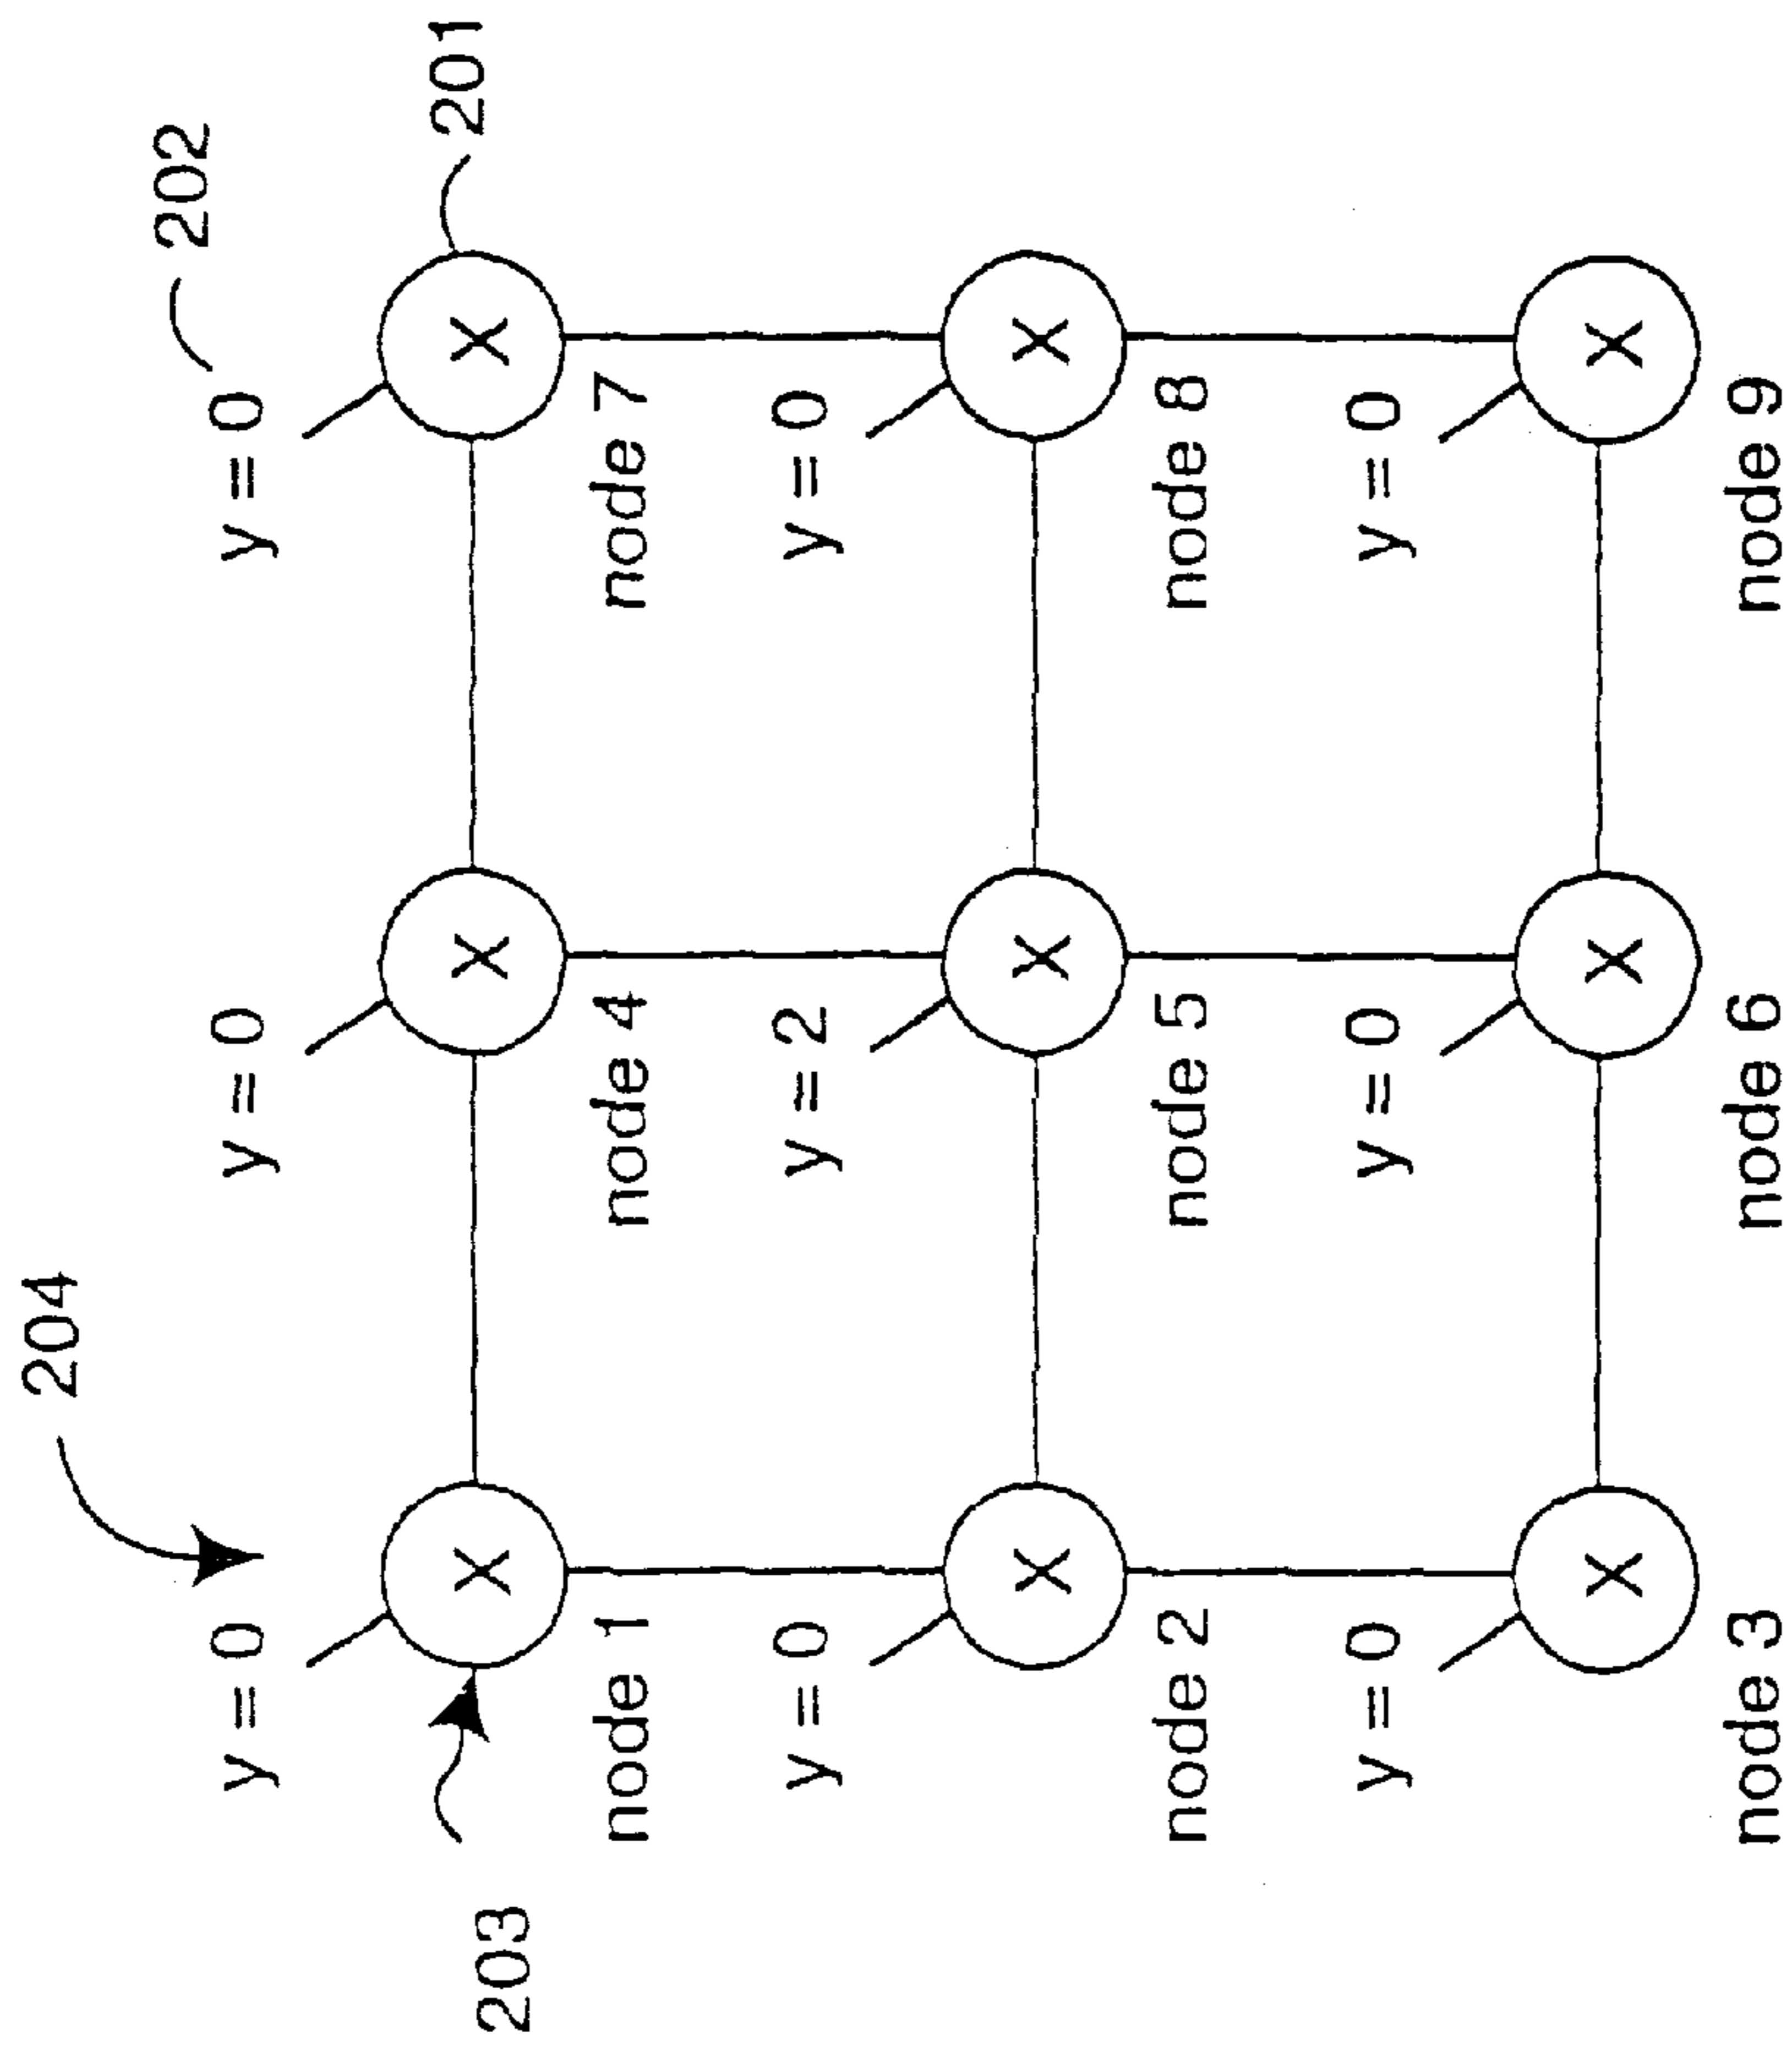 204
202
y = 0
y = 0
y = 0
203
X
X
X
201
node 1
node 4
node 7
y = 0
y = 2
y = 0
X
X
X
node 2
node 5
node 8
y = 0
y = 0
y = 0
X
X
X
node 3
node 6
node 9